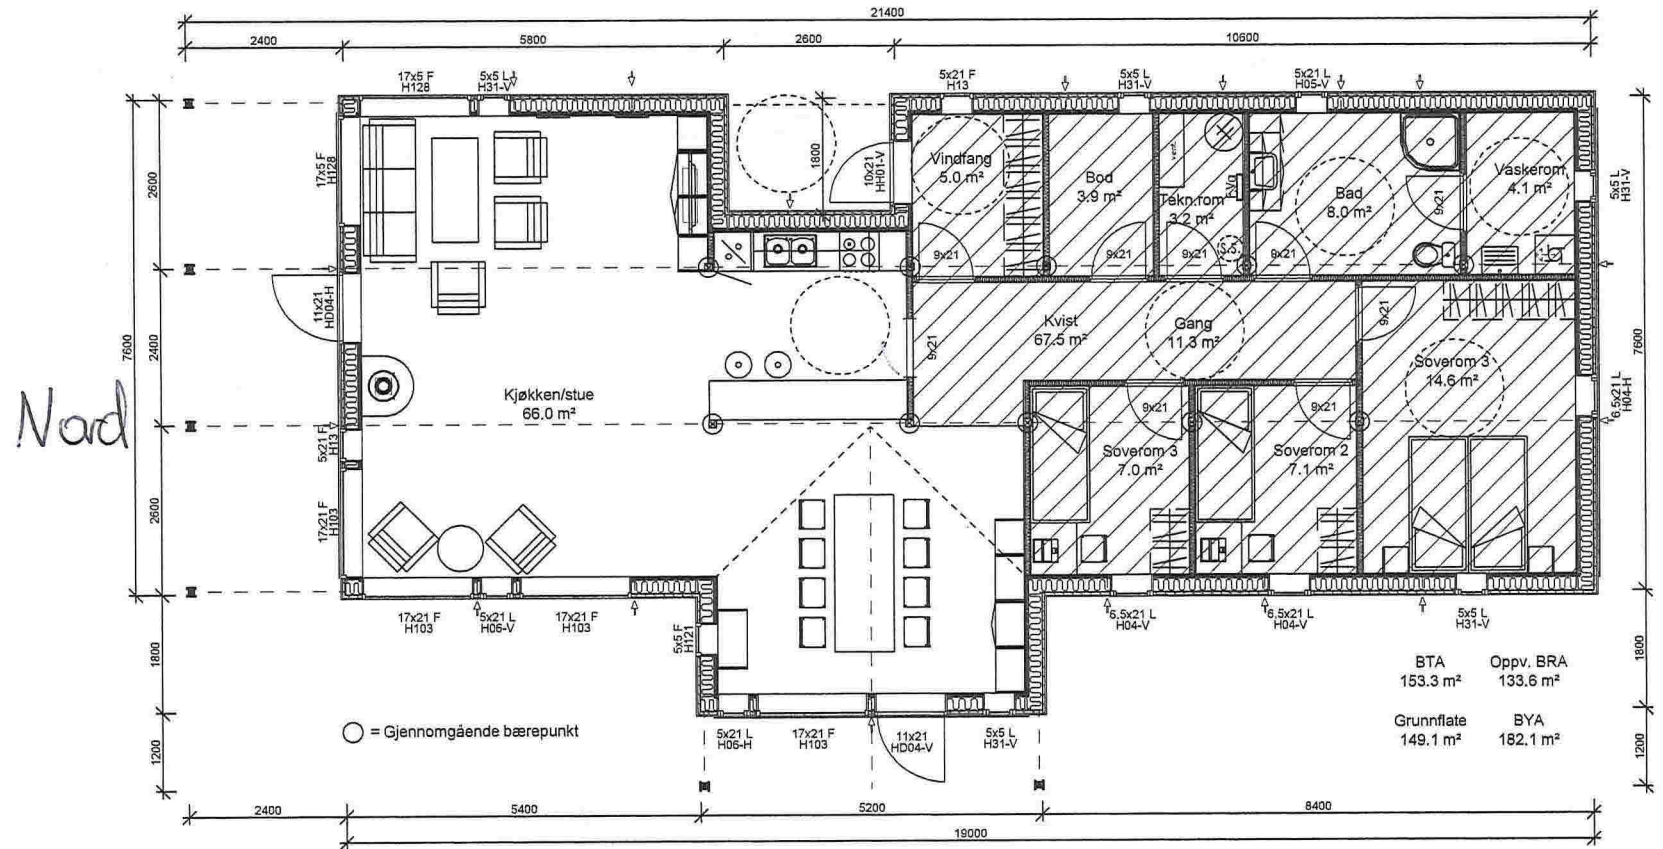 21400
2400
5800
2600
10600
17x5 F
H128
5x5 L
H31-V
5x21 F
H13
5x5 L
H31-V
5x21 L
H05-V
2600
2400
2600
1800
1200
7600
17x5 F
H128
1800
10x21
HH01-V
Vindfang
5.0 m²
Bod
3.9 m²
vent.
Tekn.rom
3.2 m²
S.S.
Bad
8.0 m²
Vaskerom
4.1 m²
9x21
9x21
9x21
9x21
9x21
5x5 L
H31-V
11x21
HD04-H
Kvist
67.5 m²
Gang
11.3 m²
9x21
9x21
Soverom 3
14.6 m²
6,5x21 L
H04-H
7600
Nord
Kjøkken/stue
66.0 m²
9x21
9x21
5x21 F
H13
Soverom 3
7.0 m²
Soverom 2
7.1 m²
17x21 F
H103
17x21 F
H103
5x21 L
H06-V
17x21 F
H103
5x5 F
H121
6,5x21 L
H04-V
6,5x21 L
H04-V
5x5 L
H31-V
1800
1200
BTA
153.3 m²
Oppv. BRA
133.6 m²
Grunnflate
149.1 m²
BYA
182.1 m²
= Gjennomgående bærepunkt
5x21 L
H06-H
17x21 F
H103
11x21
HD04-V
5x5 L
H31-V
2400
5400
5200
8400
19000